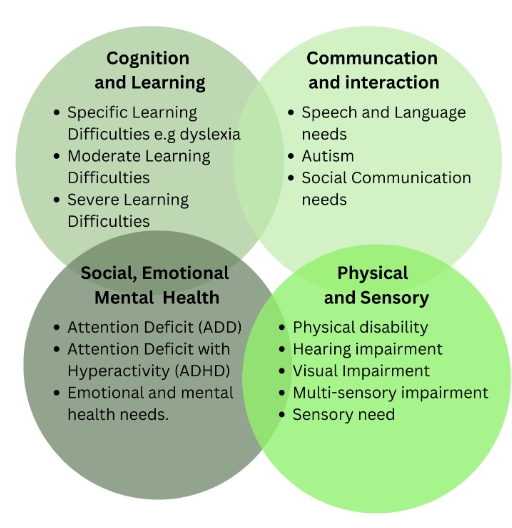 Cognition
and Learning
• Specific Learning
Difficulties e.g dyslexia
• Moderate Learning
Difficulties
• Severe Learning
Difficulties
Communcation
and interaction
• Speech and Language
needs
• Autism
• Social Communication
needs
Social, Emotional
Mental Health
• Attention Deficit (ADD)
• Attention Deficit with
Hyperactivity (ADHD)
• Emotional and mental
health needs.
Physical
and Sensory
• Physical disability
• Hearing impairment
• Visual Impairment
• Multi-sensory impairment
• Sensory need